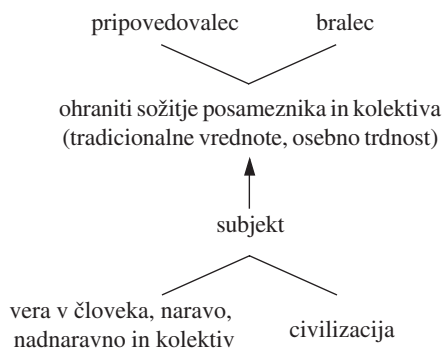 pripovedovalec bralec
ohraniti sožitje posameznika in kolektiva
(tradicionalne vrednote, osebno trdnost)
subjekt
vera v človeka, naravo,
nadnaravno in kolektiv
civilizacija